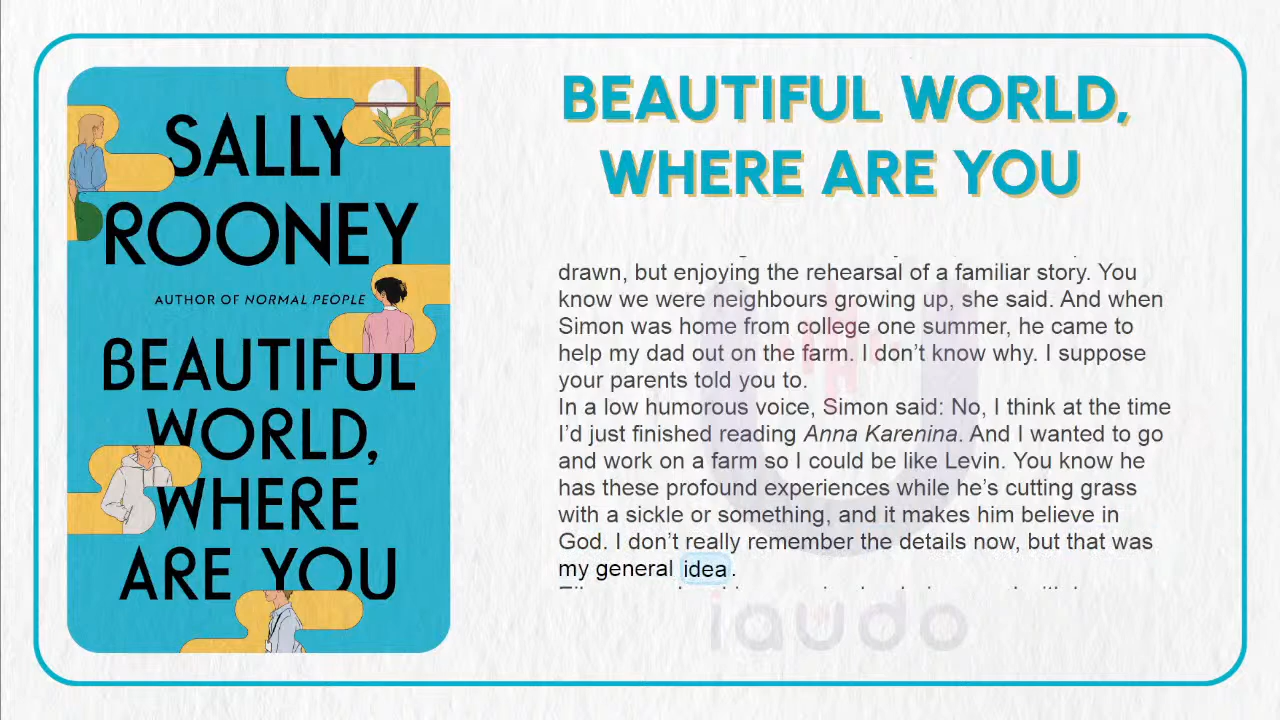 SALLY
ROONEY
AUTHOR OF NORMAL PEOPLE
BEAUTIFUL
WORLD,
WHERE
ARE YOU
BEAUTIFUL WORLD,
WHERE ARE YOU
drawn, but enjoying the rehearsal of a familiar story. You
know we were neighbours growing up, she said. And when
Simon was home from college one summer, he came to
help my dad out on the farm. I don’t know why. I suppose
your parents told you to.
In a low humorous voice, Simon said: No, I think at the time
I’d just finished reading Anna Karenina. And I wanted to go
and work on a farm so I could be like Levin. You know he
has these profound experiences while he’s cutting grass
with a sickle or something, and it makes him believe in
God. I don’t really remember the details now, but that was
my general idea.
iaudo